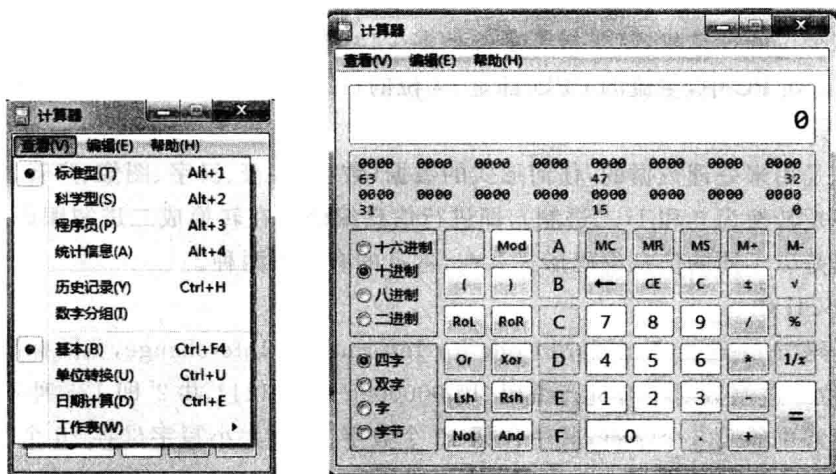 计算器
查看(V) 编辑(E) 帮助(H)
标准型(T) Alt+1
科学型(S) Alt+2
程序员(P) Alt+3
统计信息(A) Alt+4
历史记录(Y) Ctrl+H
数字分组(I)
基本(B) Ctrl+F4
单位转换(U) Ctrl+U
日期计算(D) Ctrl+E
工作表(W)
计算器
查看(V) 编辑(E) 帮助(H)
0
0000 0000 0000 0000 0000 0000 0000 0000
63 47 32
0000 0000 0000 0000 0000 0000 0000 0000
31 15 0
十六进制 Mod A MC MR MS M+ M-
十进制 ( ) B ← CE C ± √
八进制
二进制 RoL RoR C 7 8 9 / %
四字 Or Xor D 4 5 6 * 1/x
双字
字 Lsh Rsh E 1 2 3 - =
字节 Not And F 0 . +